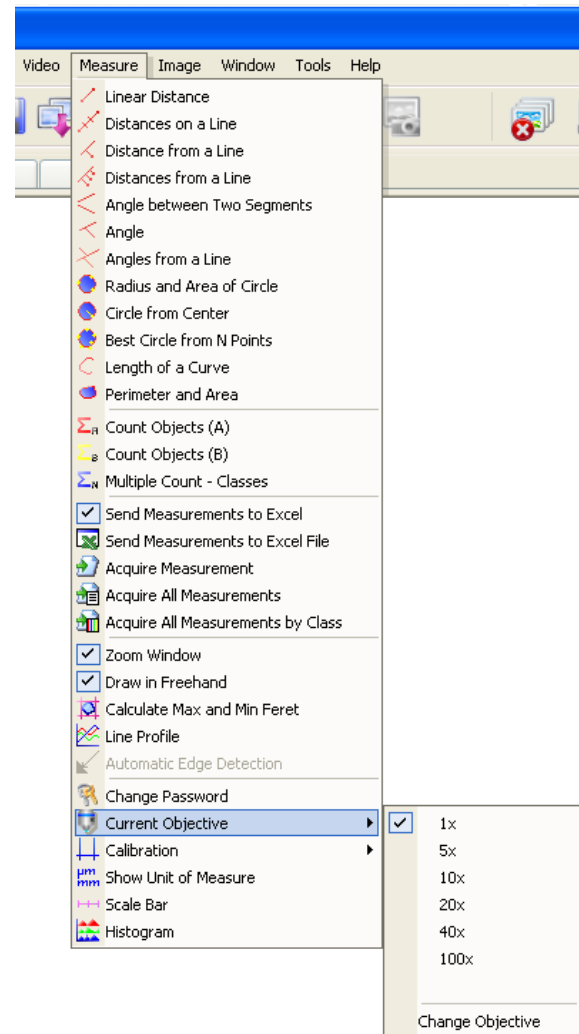 Video Measure Image Window Tools Help
Linear Distance
Distances on a Line
Distance from a Line
Distances from a Line
Angle between Two Segments
Angle
Angles from a Line
Radius and Area of Circle
Circle from Center
Best Circle from N Points
Length of a Curve
Perimeter and Area
ΣA Count Objects (A)
ΣB Count Objects (B)
ΣN Multiple Count - Classes
Send Measurements to Excel
Send Measurements to Excel File
Acquire Measurement
Acquire All Measurements
Acquire All Measurements by Class
Zoom Window
Draw in Freehand
Calculate Max and Min Feret
Line Profile
Automatic Edge Detection
Change Password
Current Objective
1x
Calibration
5x
µm
mm Show Unit of Measure
10x
Scale Bar
20x
Histogram
40x
100x
Change Objective